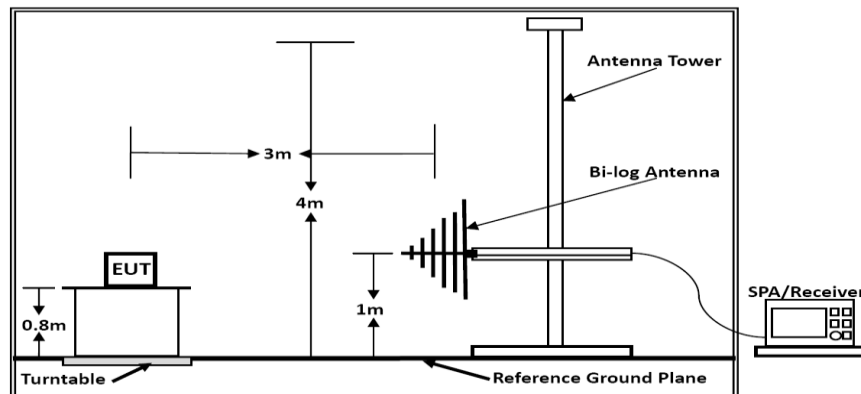 Antenna Tower
3m
Bi-log Antenna
4m
EUT
SPA/Receiver
0.8m
1m
Turntable
Reference Ground Plane